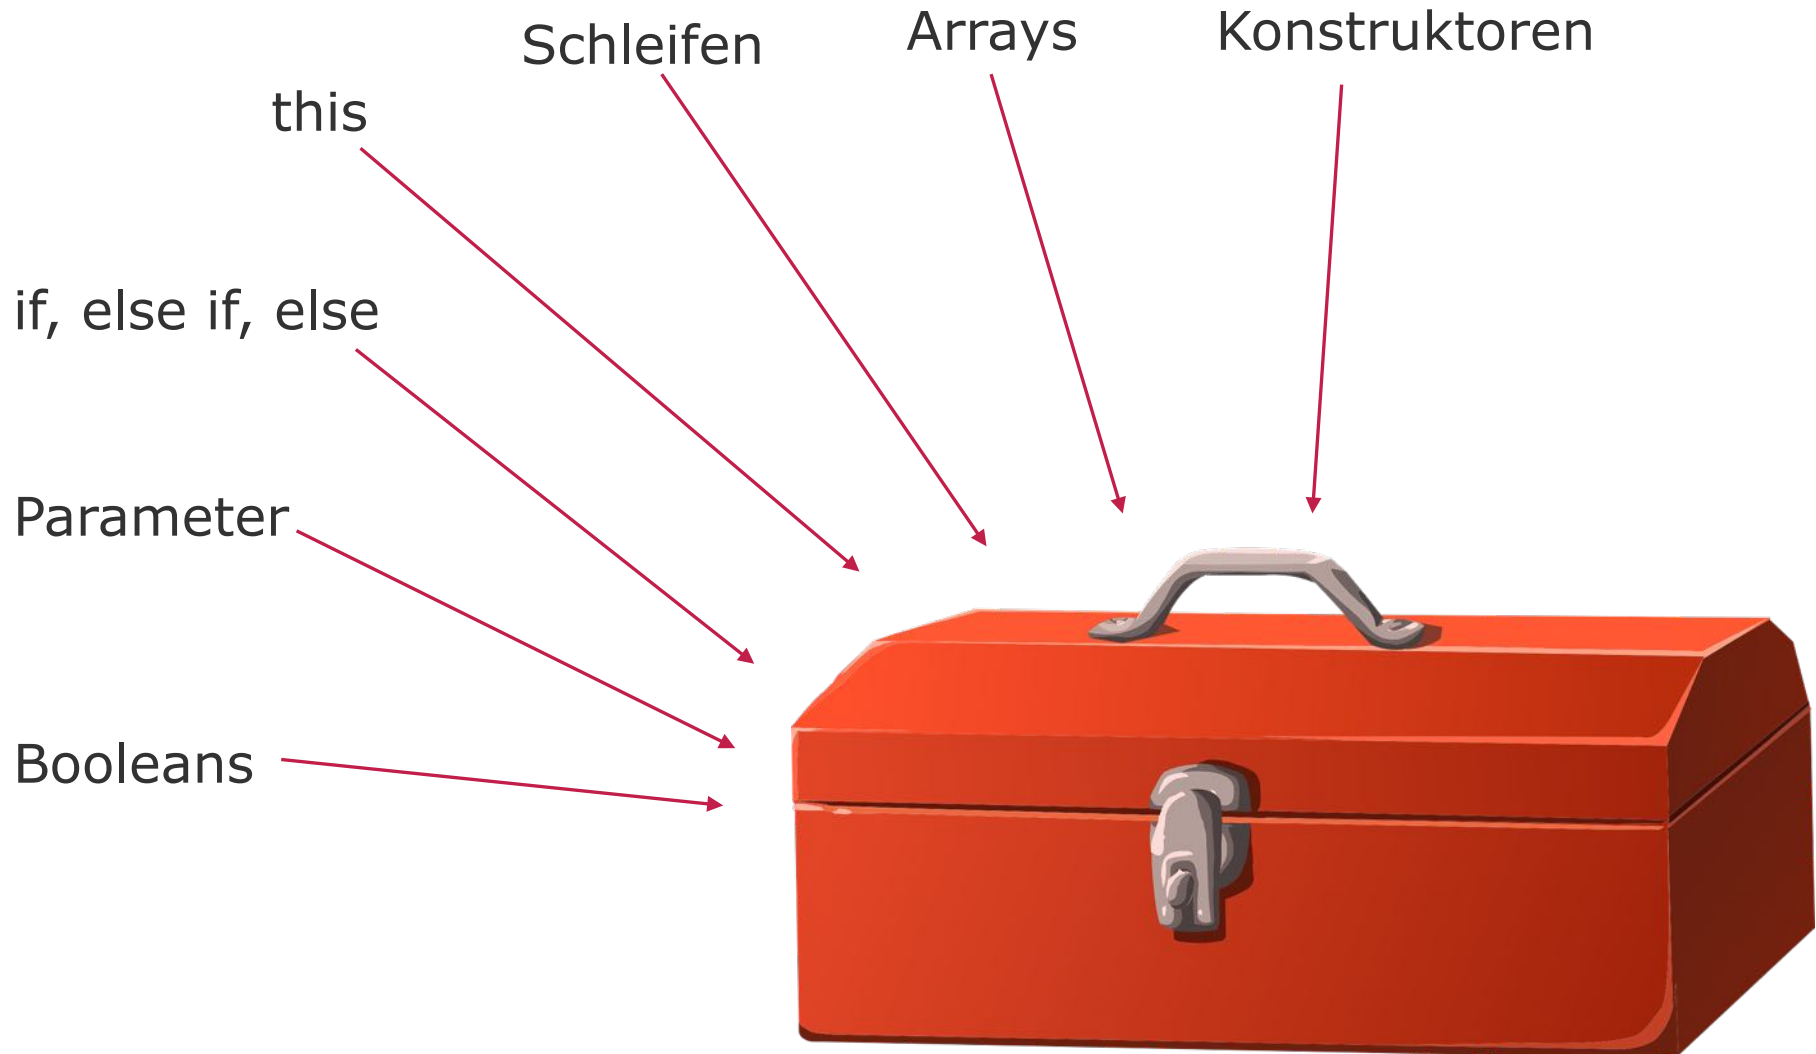 Schleifen
Arrays
Konstruktoren
this
if, else if, else
Parameter
Booleans